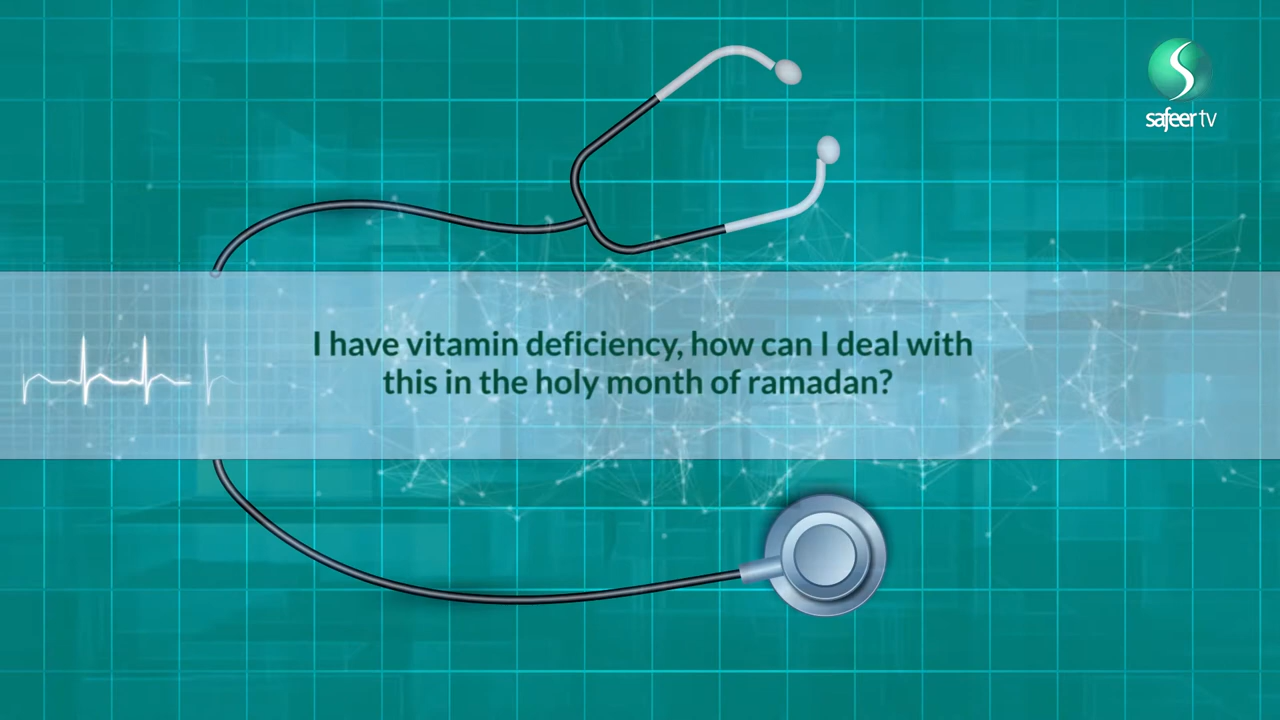 safeer tv
I have vitamin deficiency, how can I deal with
this in the holy month of ramadan?